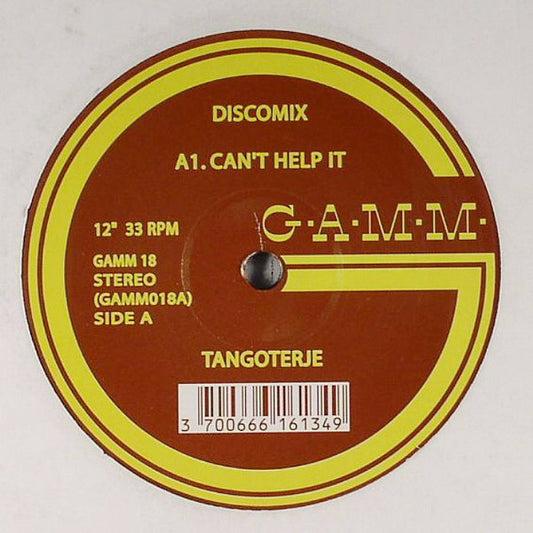 DISCOMIX
A1. CAN'T HELP IT
G·A·M·M·
12" 33 RPM
GAMM 18
STEREO
(GAMM018A)
SIDE A
TANGOTERJE
3 700666 161349